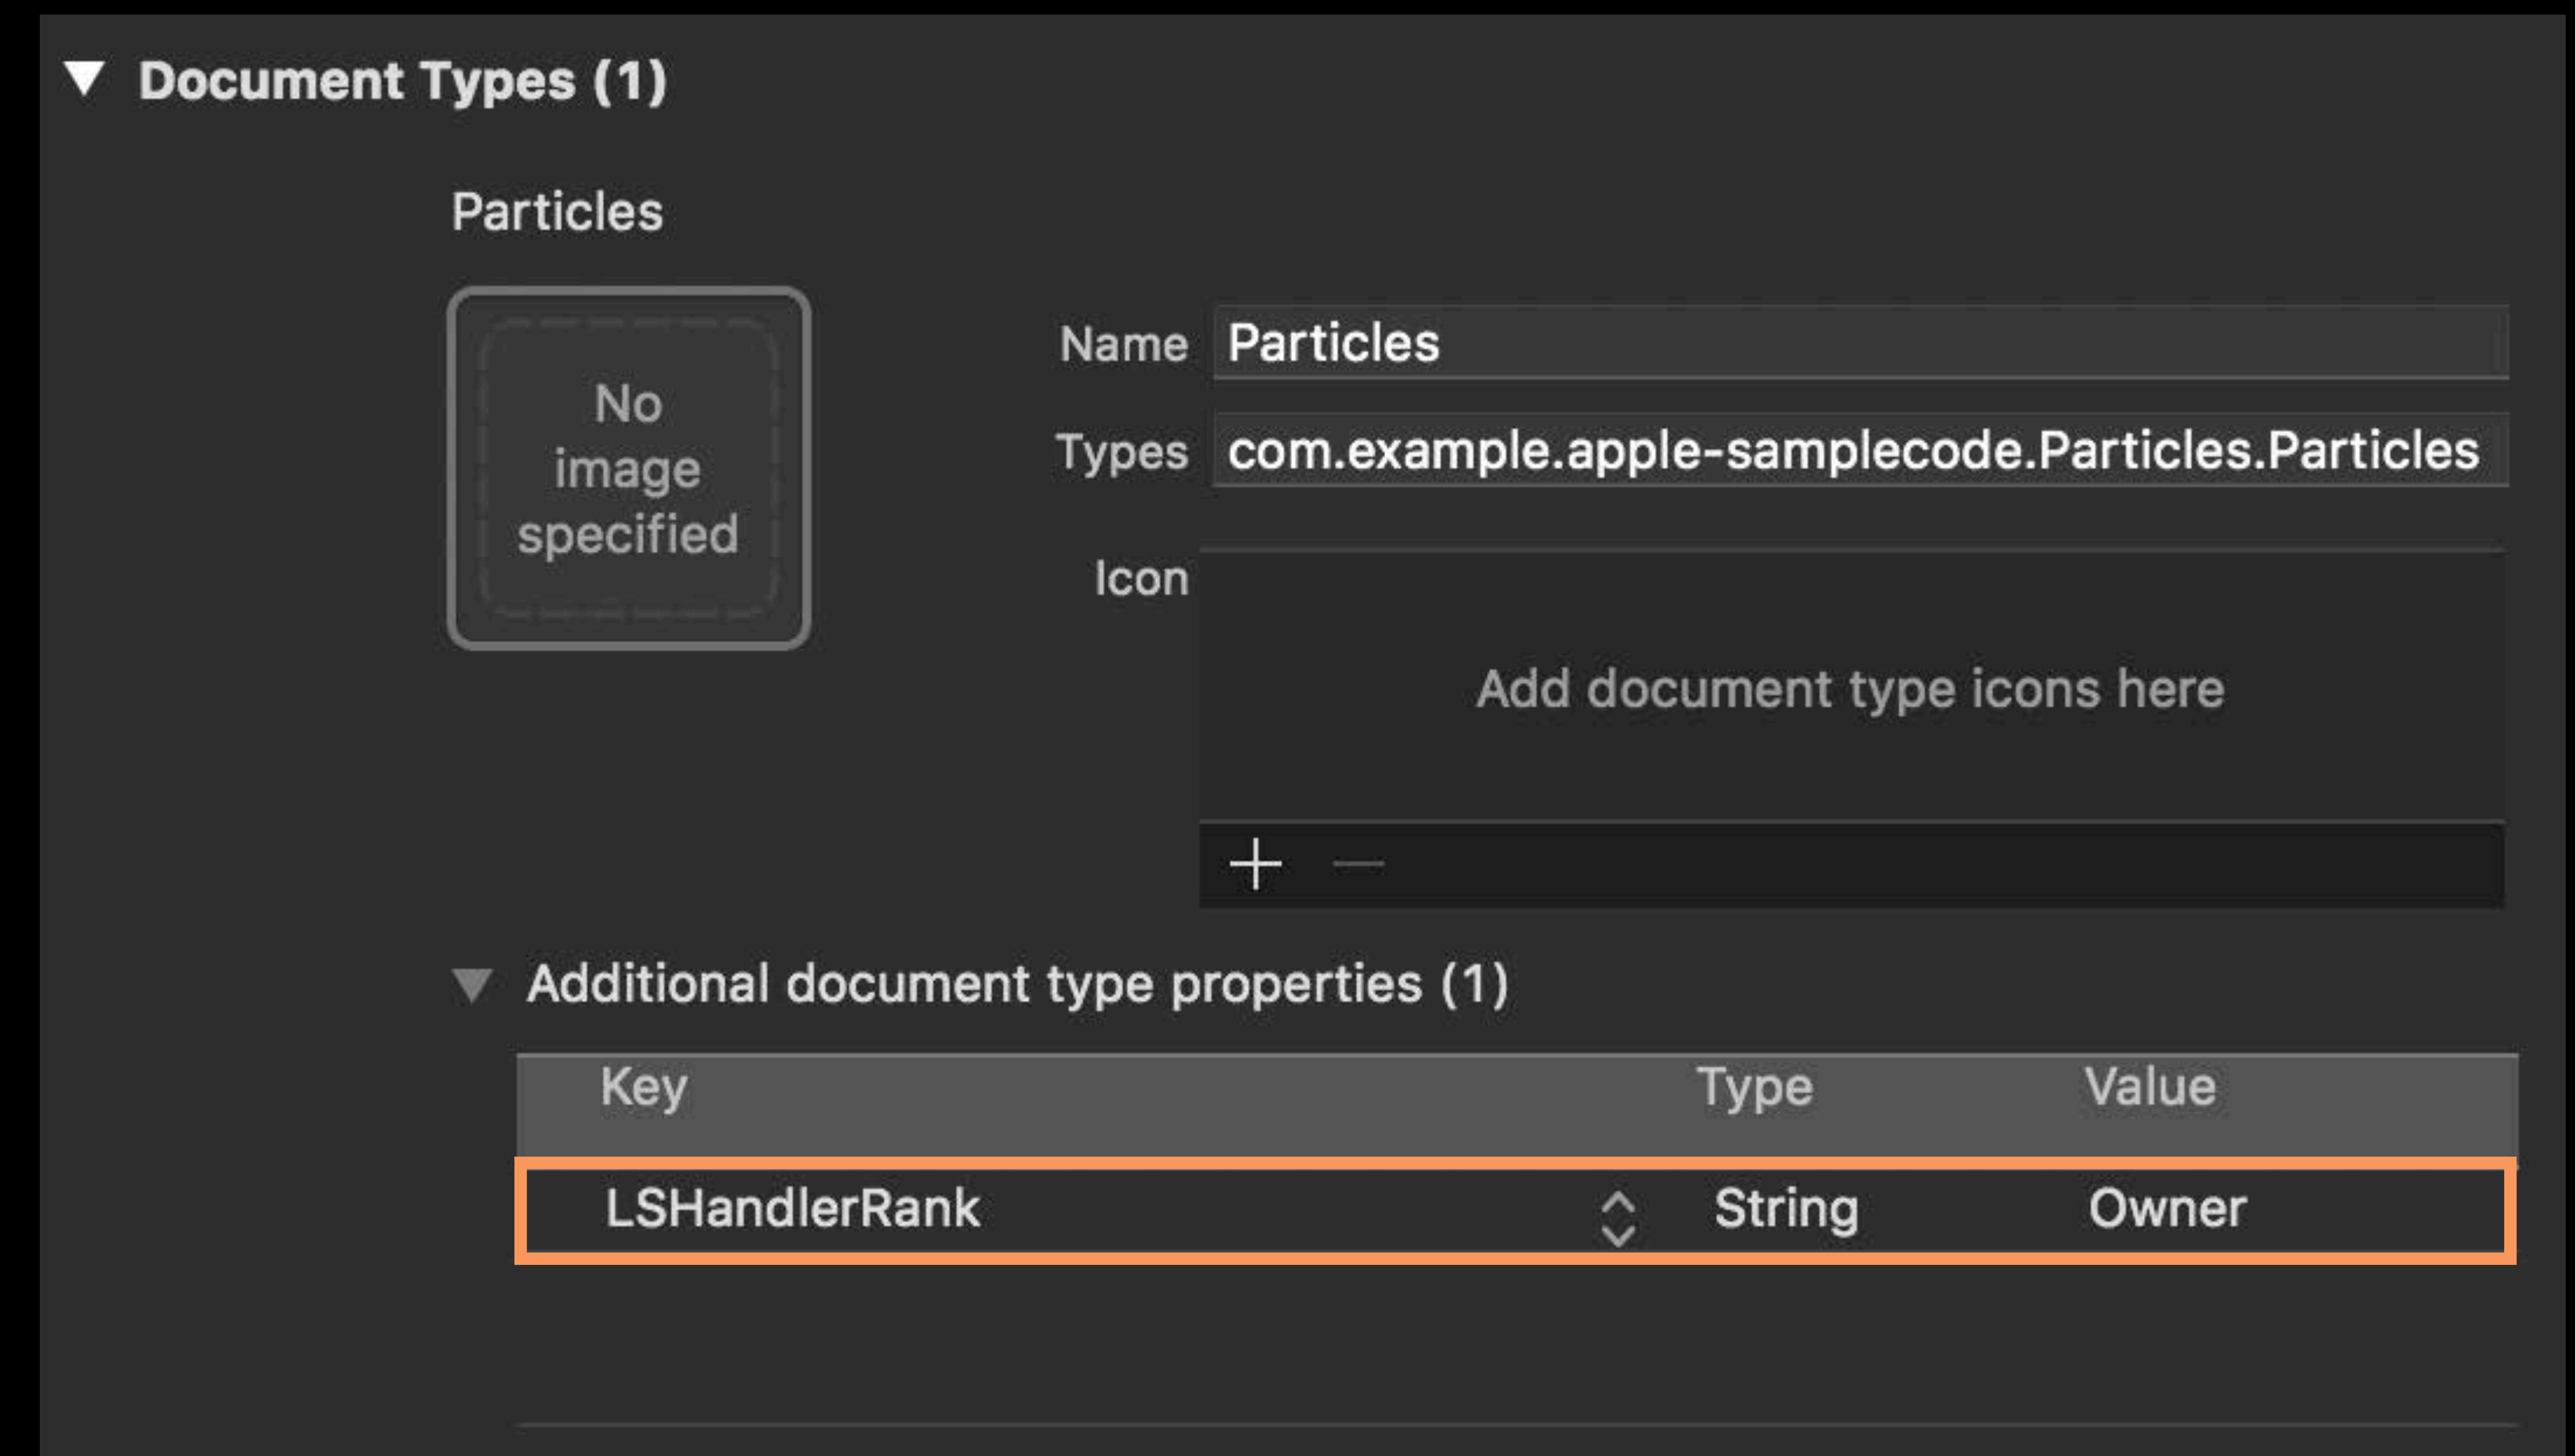 Document Types (1)
Particles
No
image
specified
Name Particles
Types com.example.apple-samplecode.Particles.Particles
Icon
Add document type icons here
Additional document type properties (1)
Key Type Value
LSHandlerRank String Owner